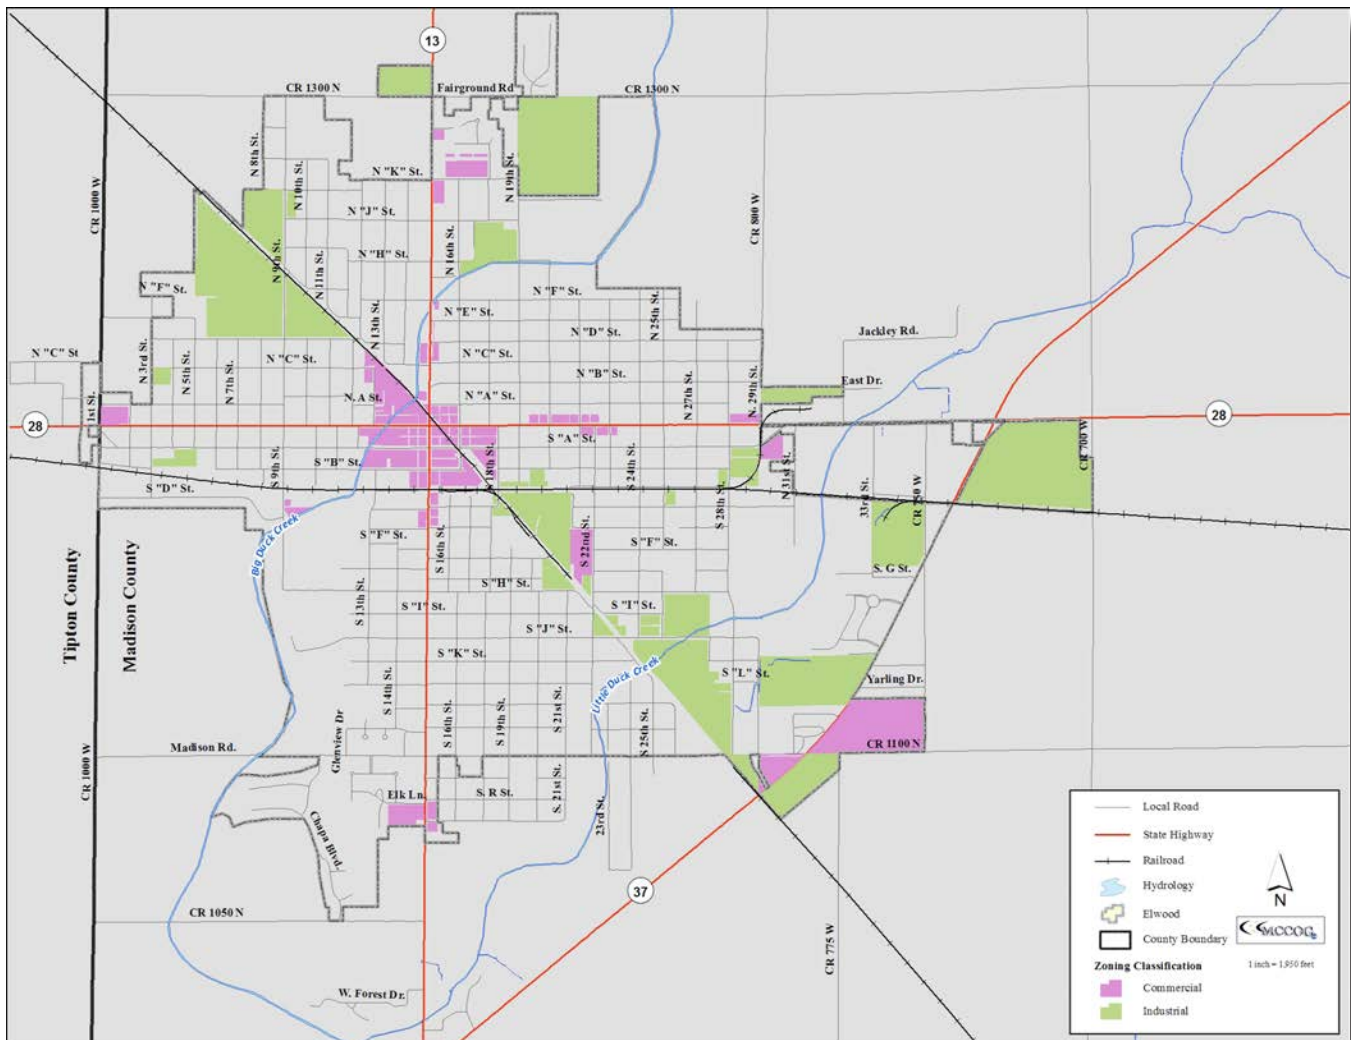 13
CR 1300 N
Fairground Rd
CR 1300 N
N 8th St.
N 10th St.
N "K" St.
N 19th St.
CR 1000 W
N "J" St.
CR 800 W
N "H" St.
N 16th St.
N 9th St.
N 11th St.
N "F" St.
N "F" St.
N 13th St.
N "E" St.
N "D" St.
N 25th St.
Jackley Rd.
N "C" St
N 3rd St.
N 5th St.
N 7th St.
N "C" St.
N "C" St.
N "B" St.
East Dr.
1st St.
N. A St.
N "A" St.
N 27th St.
N. 29th St.
28
28
S "A" St.
CR 700 W
S "B" St.
S 9th St.
S 18th St.
S 24th St.
N 31st St.
S "D" St.
S 28th St.
33rd St.
CR 750 W
Big Duck Creek
S "F" St.
S 16th St.
S 22nd St.
S "F" St.
S. G St.
S "H" St.
Tipton County
Madison County
S 13th St.
S "I" St.
S "I" St.
S "J" St.
S "K" St.
Little Duck Creek
S "L" St.
Yarling Dr.
S 14th St.
S 16th St.
S 19th St.
S 21st St.
S 25th St.
Glenview Dr
Madison Rd.
CR 1100 N
CR 1000 W
Elk Ln.
S. R St.
S. 21st St.
23rd St.
Chapa Blvd.
37
CR 1050 N
CR 775 W
W. Forest Dr.
Local Road
State Highway
Railroad
Hydrology
Elwood
County Boundary
N
MCCOG
1 inch = 1,950 feet
Zoning Classification
Commercial
Industrial